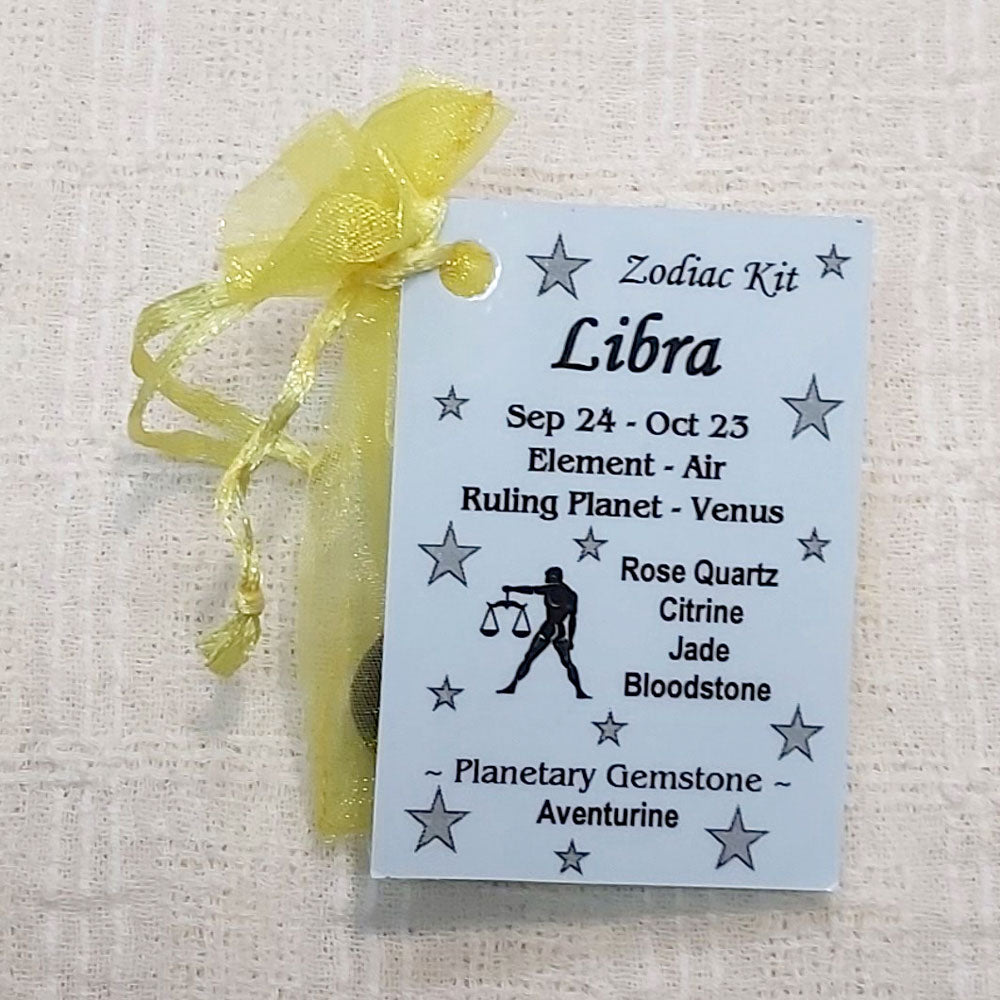 Zodiac Kit
Libra
Sep 24 - Oct 23
Element - Air
Ruling Planet - Venus
Rose Quartz
Citrine
Jade
Bloodstone
~ Planetary Gemstone ~
Aventurine